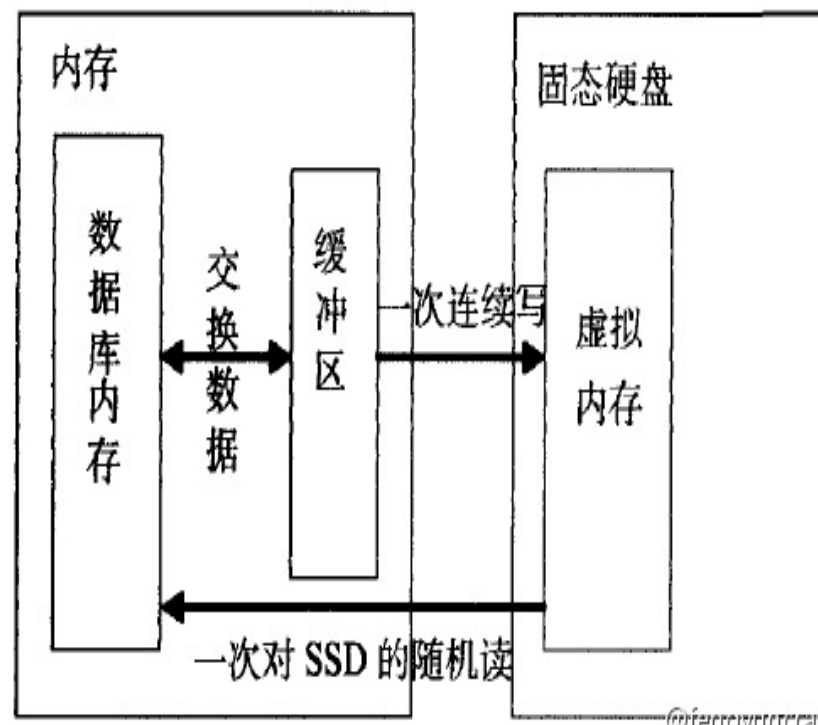 内存
固态硬盘
数据库内存
交换数据
缓冲区
一次连续写
虚拟内存
一次对 SSD 的随机读